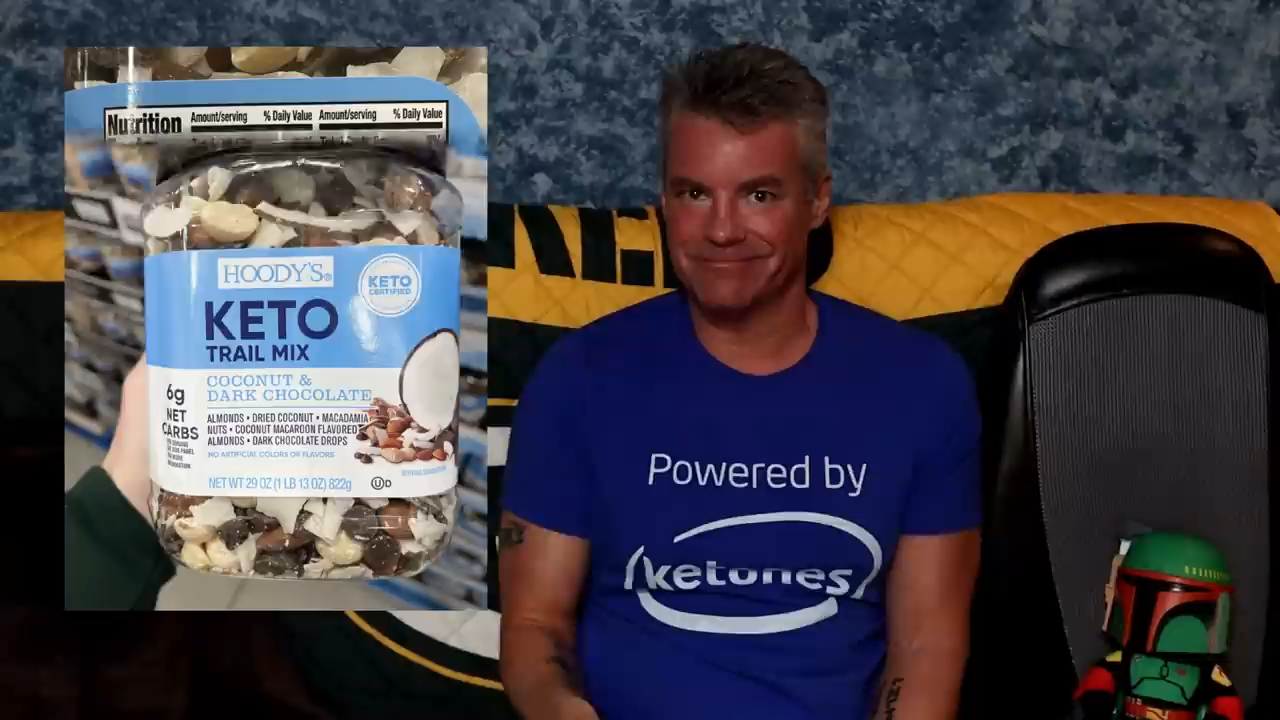 Nutrition
Amount/serving % Daily Value Amount/serving % Daily Value
HOODY'S®
KETO
CERTIFIED
KETO
TRAIL MIX
COCONUT &
DARK CHOCOLATE
6g
NET
CARBS
ALMONDS • DRIED COCONUT • MACADAMIA
NUTS • COCONUT MACAROON FLAVORED
ALMONDS • DARK CHOCOLATE DROPS
NO ARTIFICIAL COLORS OR FLAVORS
NET WT 29 OZ (1 LB 13 OZ) 822g
UD
Powered by
ketones